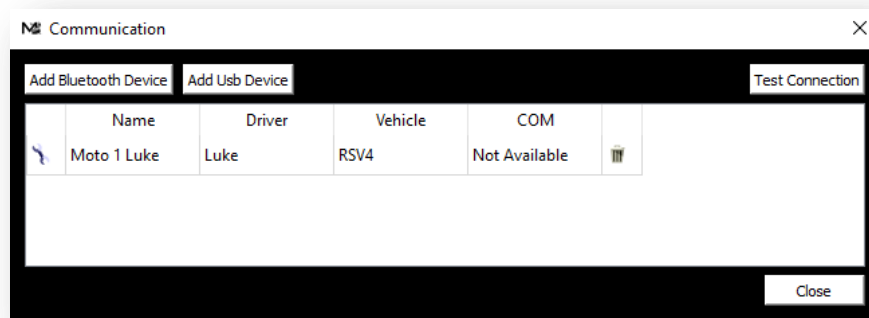 Communication
Add Bluetooth Device Add Usb Device Test Connection
Name Driver Vehicle COM
Moto 1 Luke Luke RSV4 Not Available
Close